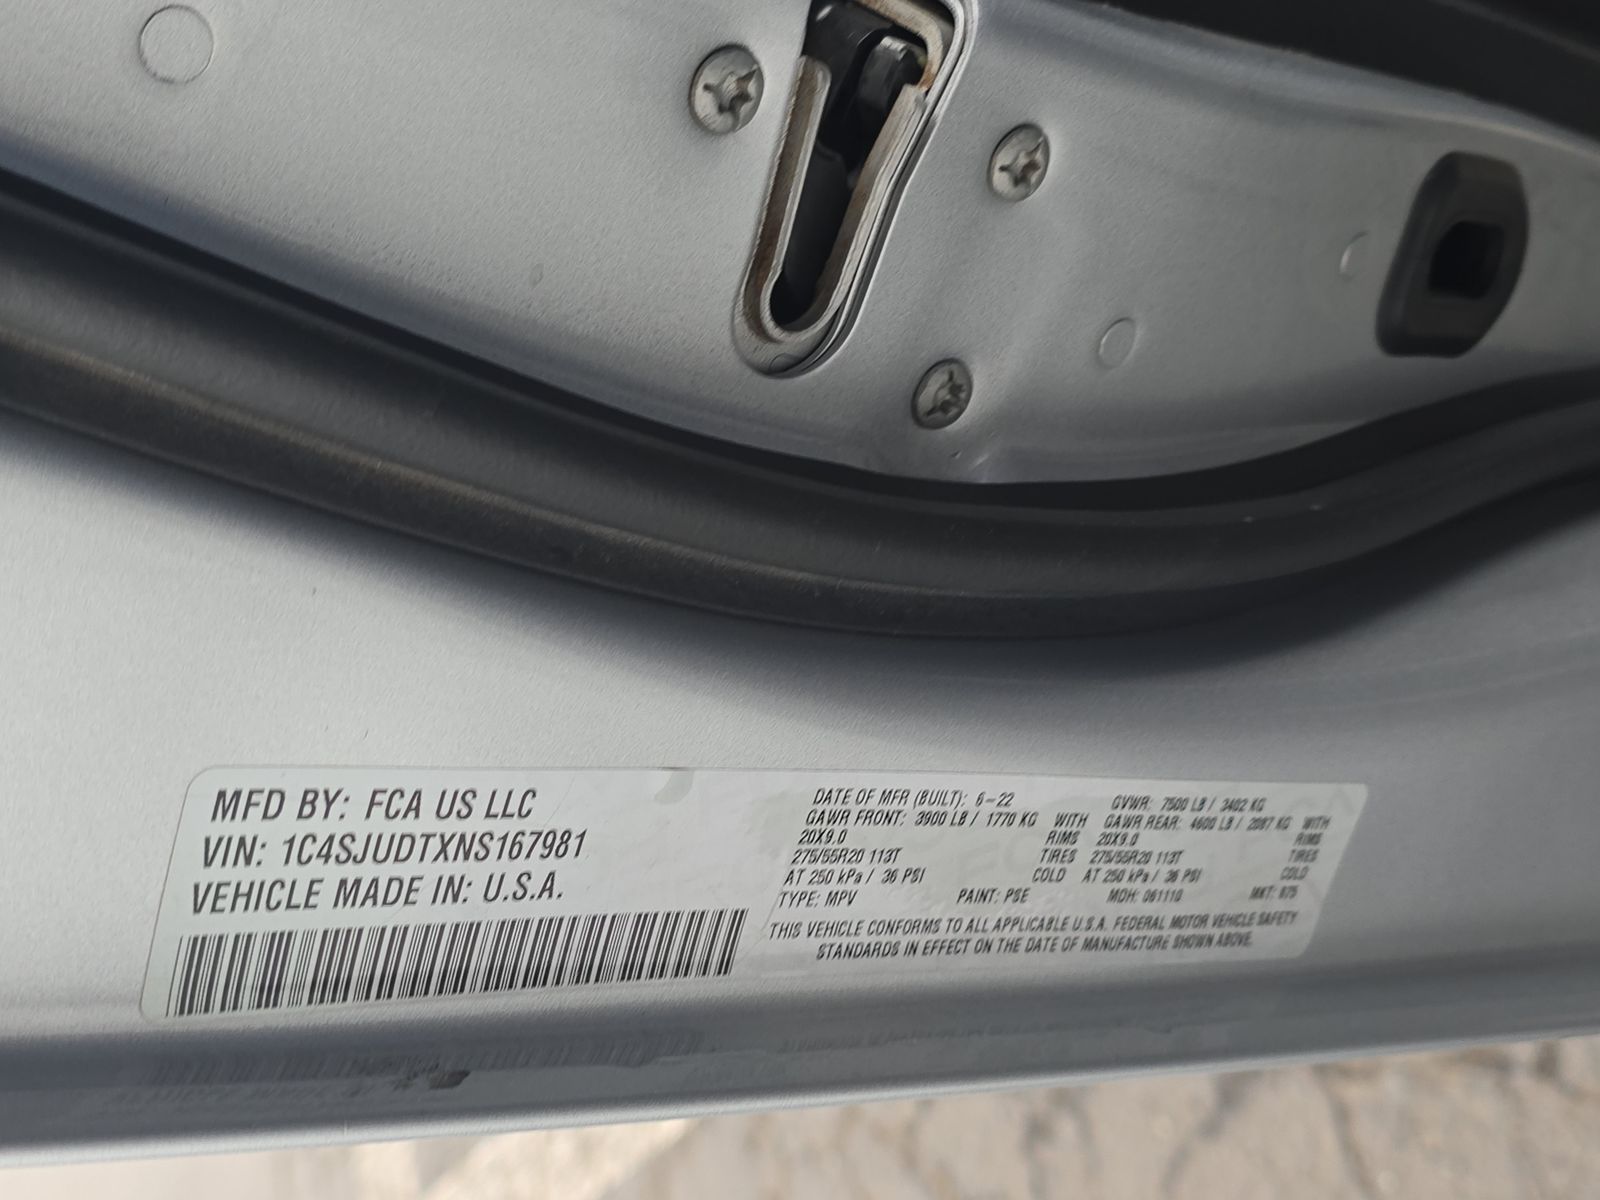 MFD BY: FCA US LLC
VIN: 1C4SJUDTXNS167981
VEHICLE MADE IN: U.S.A.
DATE OF MFR (BUILT): 6-22 GVWR: 7500 LB / 3402 KG
GAWR FRONT: 3900 LB / 1770 KG WITH GAWR REAR: 4600 LB / 2087 KG WITH
20X9.0 RIMS 20X9.0 RIMS
275/55R20 113T TIRES 275/55R20 113T TIRES
AT 250 kPa / 36 PSI COLD AT 250 kPa / 36 PSI COLD
TYPE: MPV PAINT: PSE MDH: 061110 MKT: 875
THIS VEHICLE CONFORMS TO ALL APPLICABLE U.S.A. FEDERAL MOTOR VEHICLE SAFETY
STANDARDS IN EFFECT ON THE DATE OF MANUFACTURE SHOWN ABOVE.